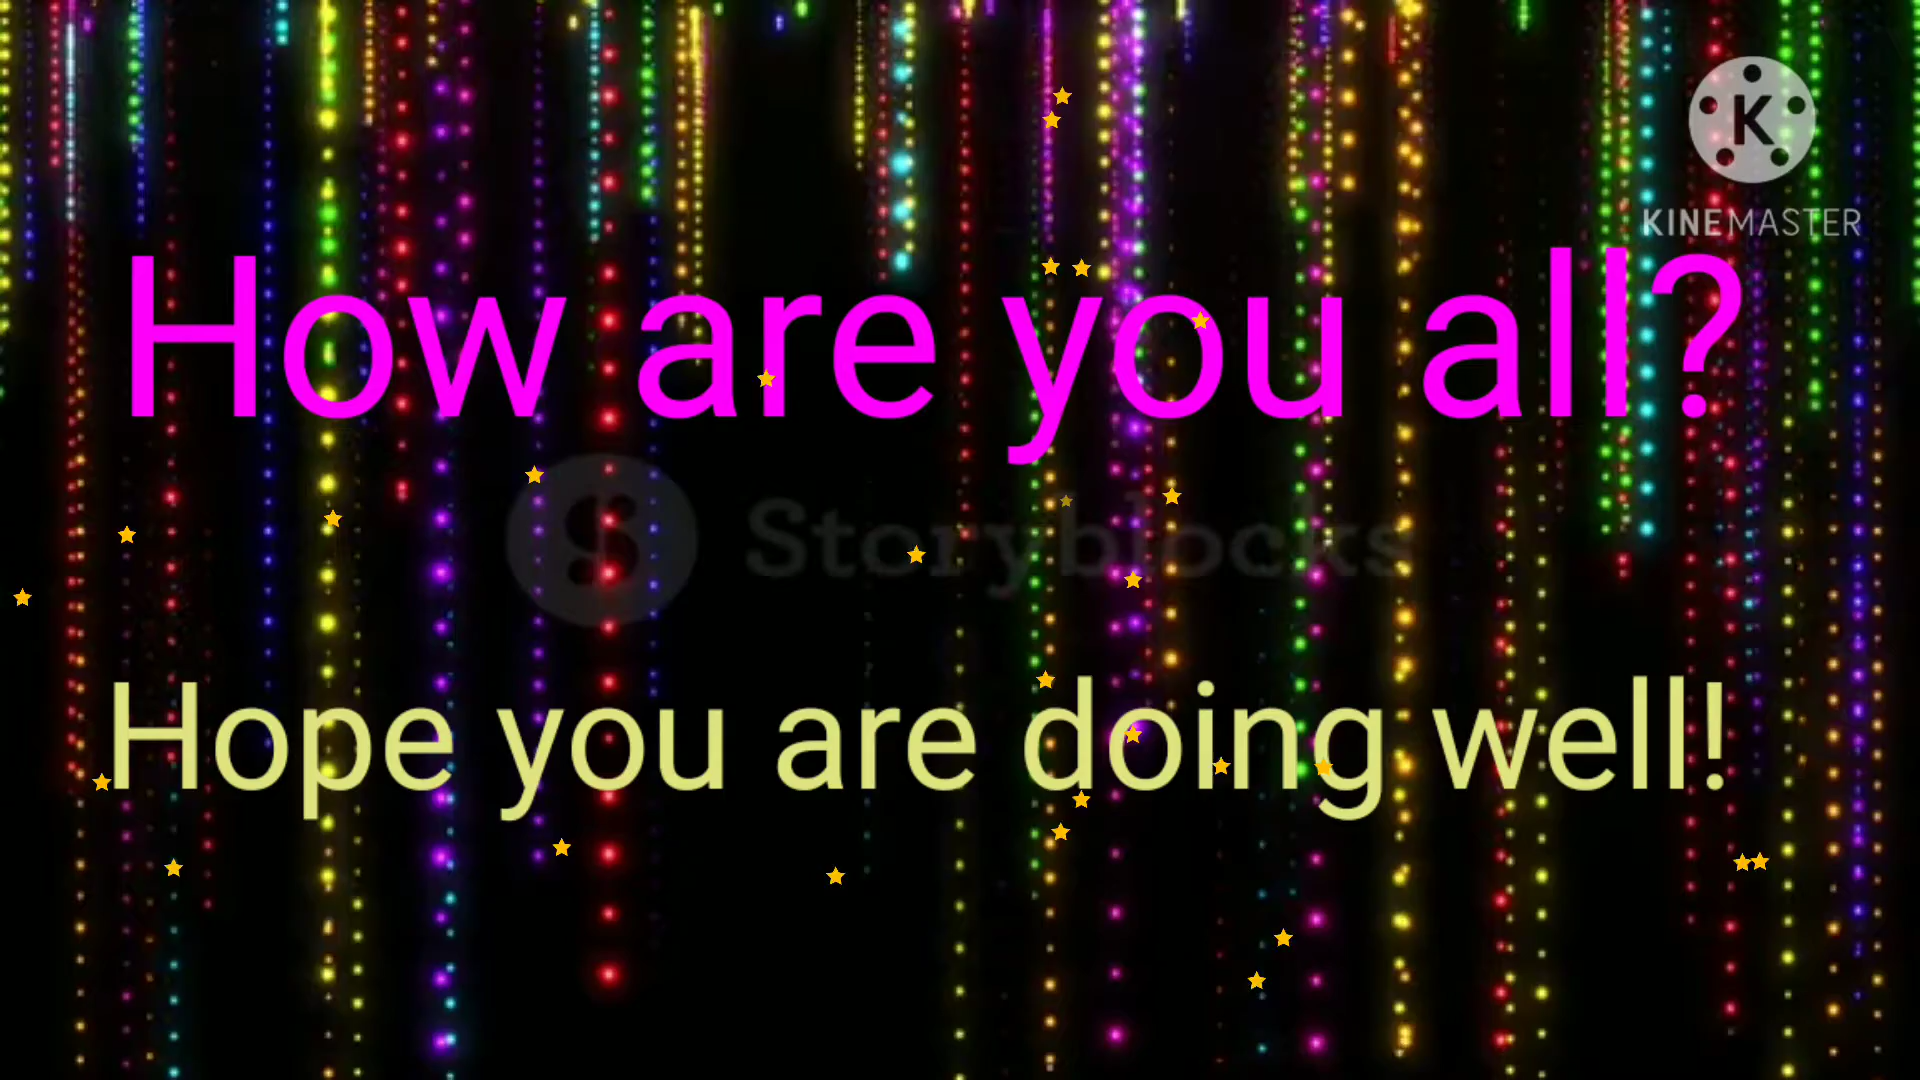 K
KINEMASTER
How are you all?
Storyblocks
Hope you are doing well!